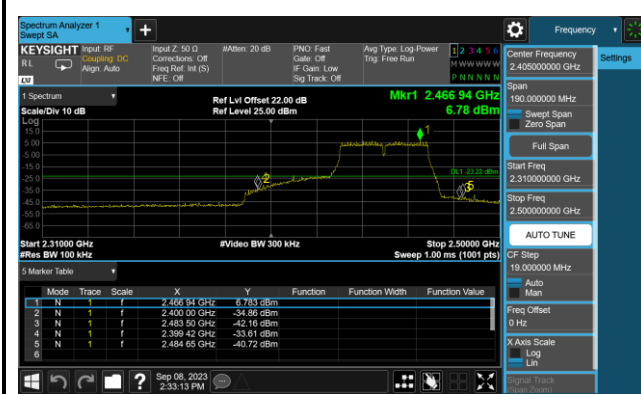 Spectrum Analyzer 1
Swept SA
Frequency
KEYSIGHT Input: RF
Coupling: DC
Align: Auto
RL
LXI
Input Z: 50 Ω
Corrections: Off
Freq Ref: Int (S)
NFE: Off
#Atten: 20 dB
PNO: Fast
Gate: Off
IF Gain: Low
Sig Track: Off
Avg Type: Log-Power
Trig: Free Run
1 2 3 4 5 6
M W W W W W
P N N N N N
1 Spectrum
Scale/Div 10 dB
Ref Lvl Offset 22.00 dB
Ref Level 25.00 dBm
Mkr1 2.466 94 GHz
6.78 dBm
Log
15.0
5.00
-5.00
-15.0
-25.0
-35.0
-45.0
-55.0
-65.0
1
2
5
DL1 -23.22 dBm
Start 2.31000 GHz
#Res BW 100 kHz
#Video BW 300 kHz
Stop 2.50000 GHz
Sweep 1.00 ms (1001 pts)
5 Marker Table
Mode Trace Scale X Y Function Function Width Function Value
1 N 1 f 2.466 94 GHz 6.783 dBm
2 N 1 f 2.400 00 GHz -34.86 dBm
3 N 1 f 2.483 50 GHz -42.16 dBm
4 N 1 f 2.399 42 GHz -33.61 dBm
5 N 1 f 2.484 65 GHz -40.72 dBm
6
Sep 08, 2023
2:33:13 PM
Center Frequency
2.405000000 GHz
Settings
Span
190.000000 MHz
Swept Span
Zero Span
Full Span
Start Freq
2.310000000 GHz
Stop Freq
2.500000000 GHz
AUTO TUNE
CF Step
19.000000 MHz
Auto
Man
Freq Offset
0 Hz
X Axis Scale
Log
Lin
Signal Track
(Span Zoom)